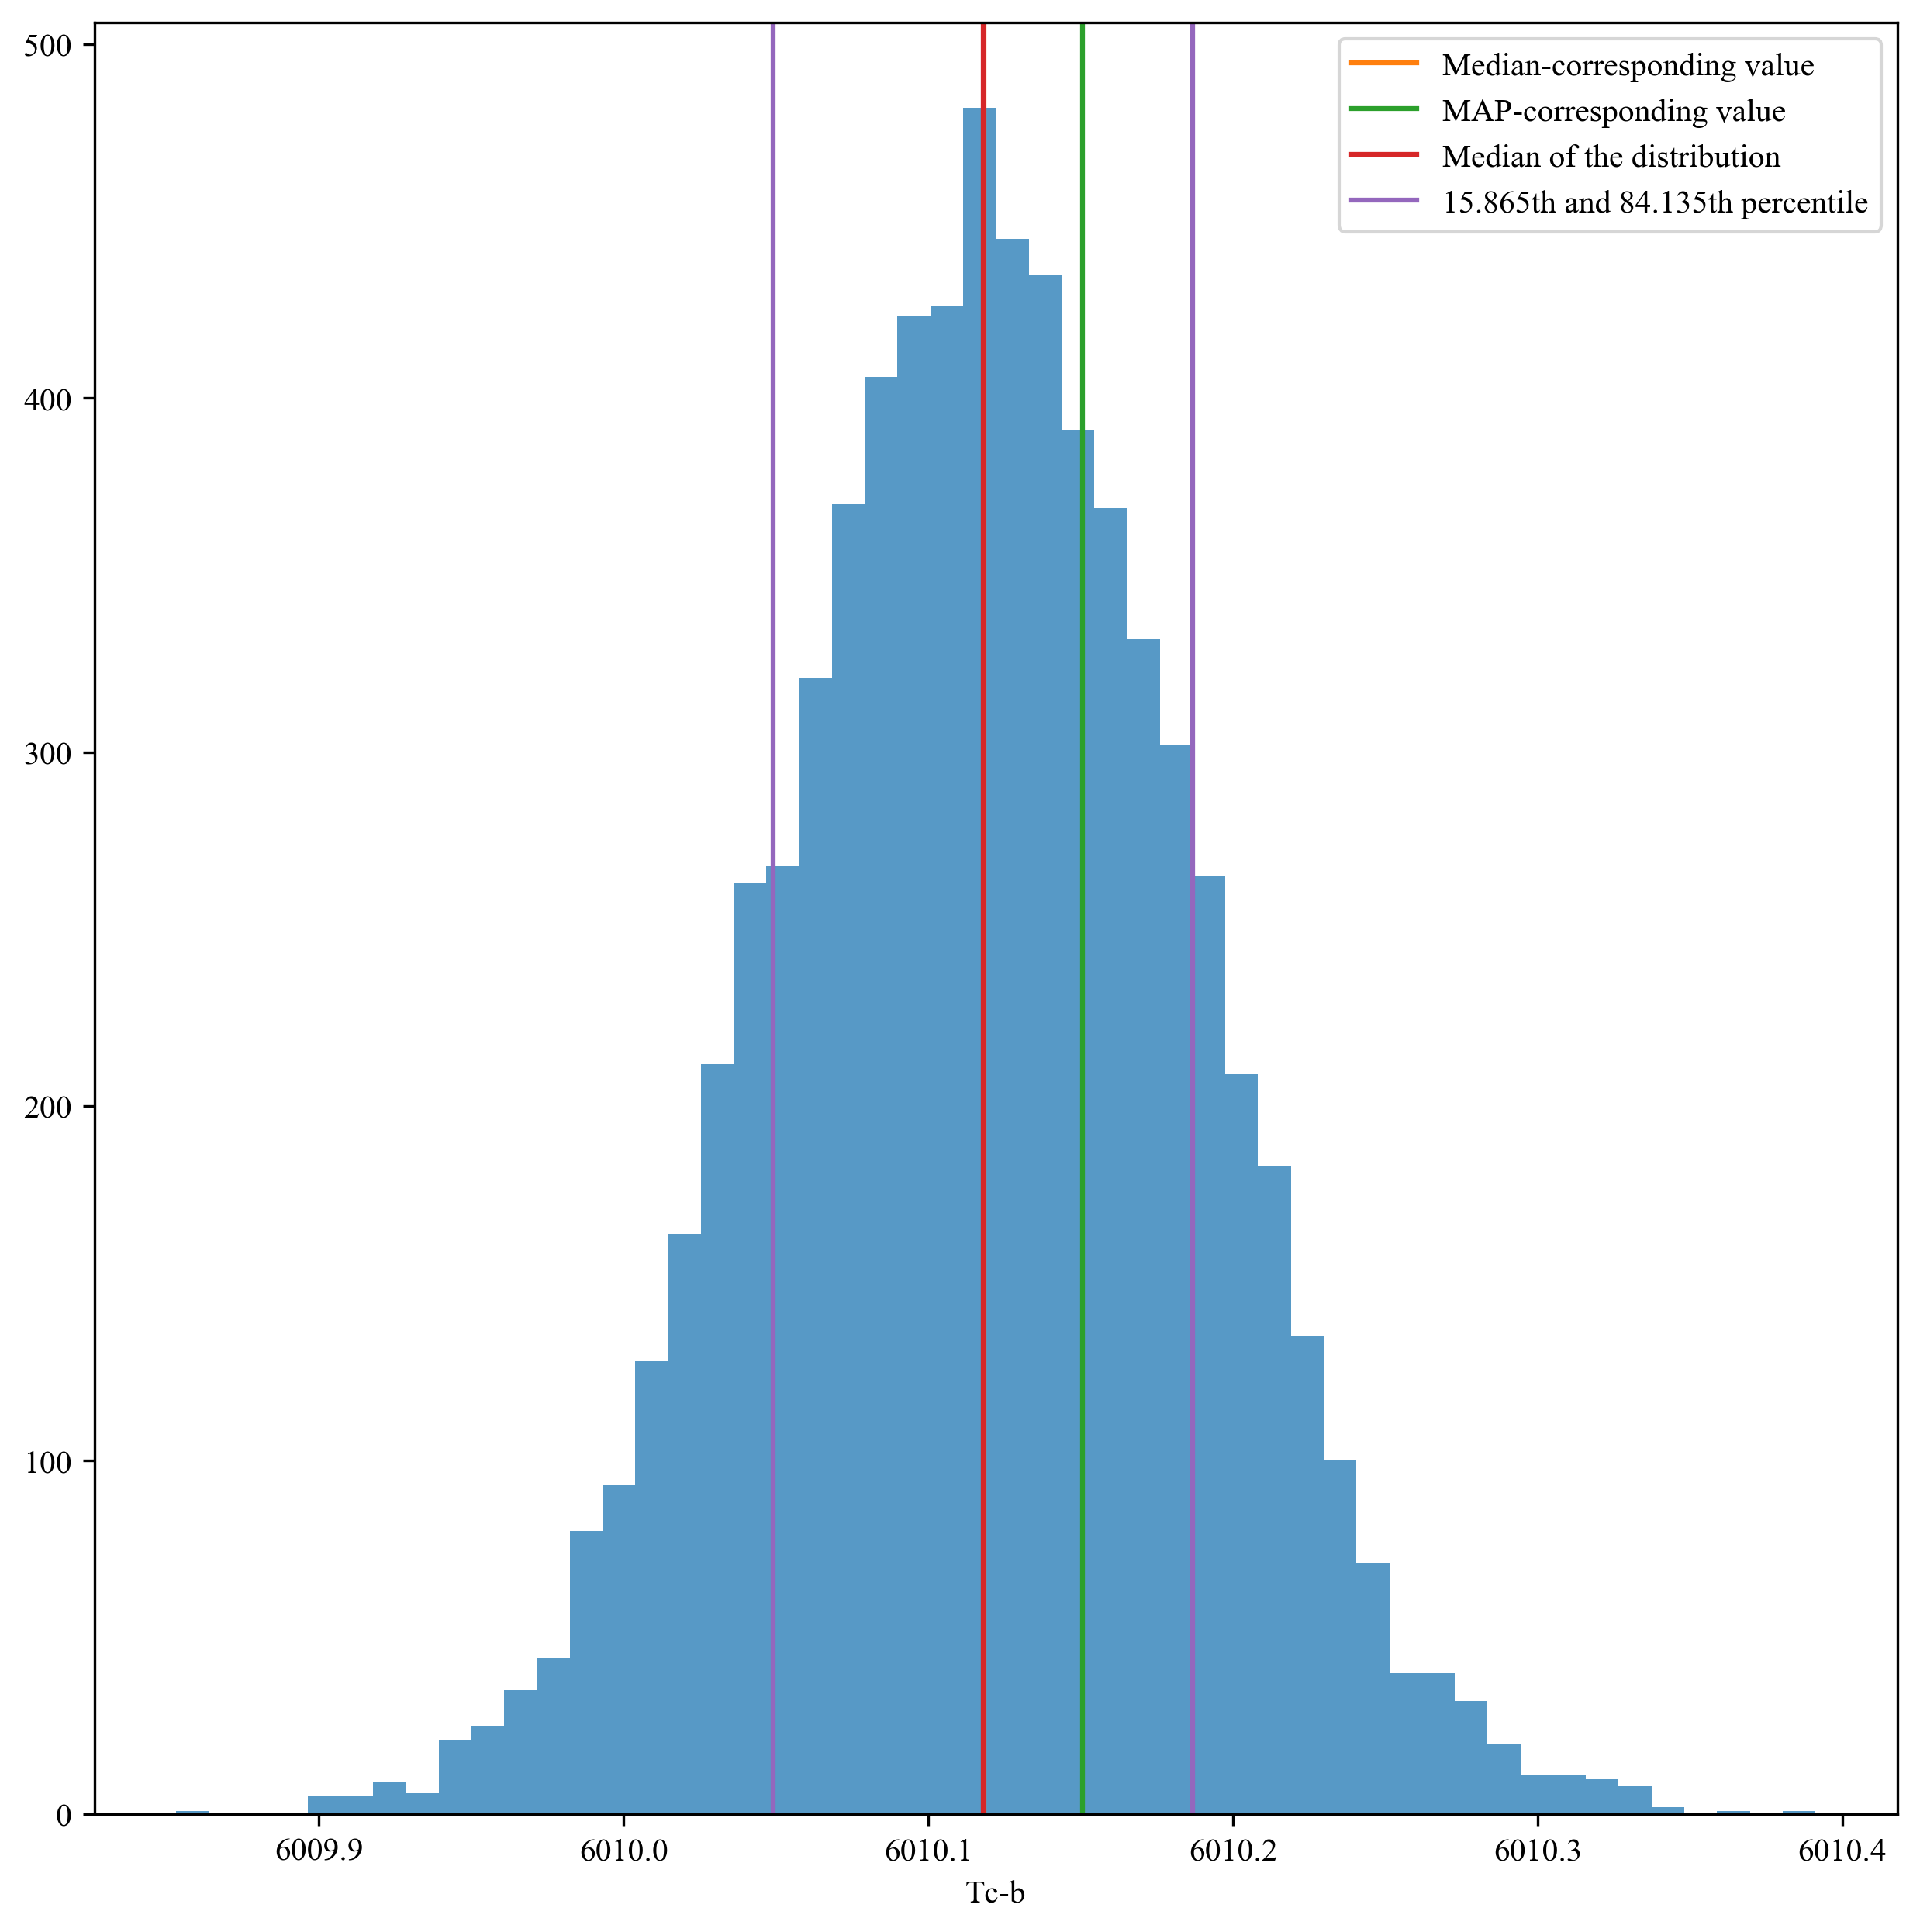 500
400
300
200
100
0
Median-corresponding value
MAP-corresponding value
Median of the distribution
15.865th and 84.135th percentile
6009.9 6010.0 6010.1 6010.2 6010.3 6010.4
Tc-b